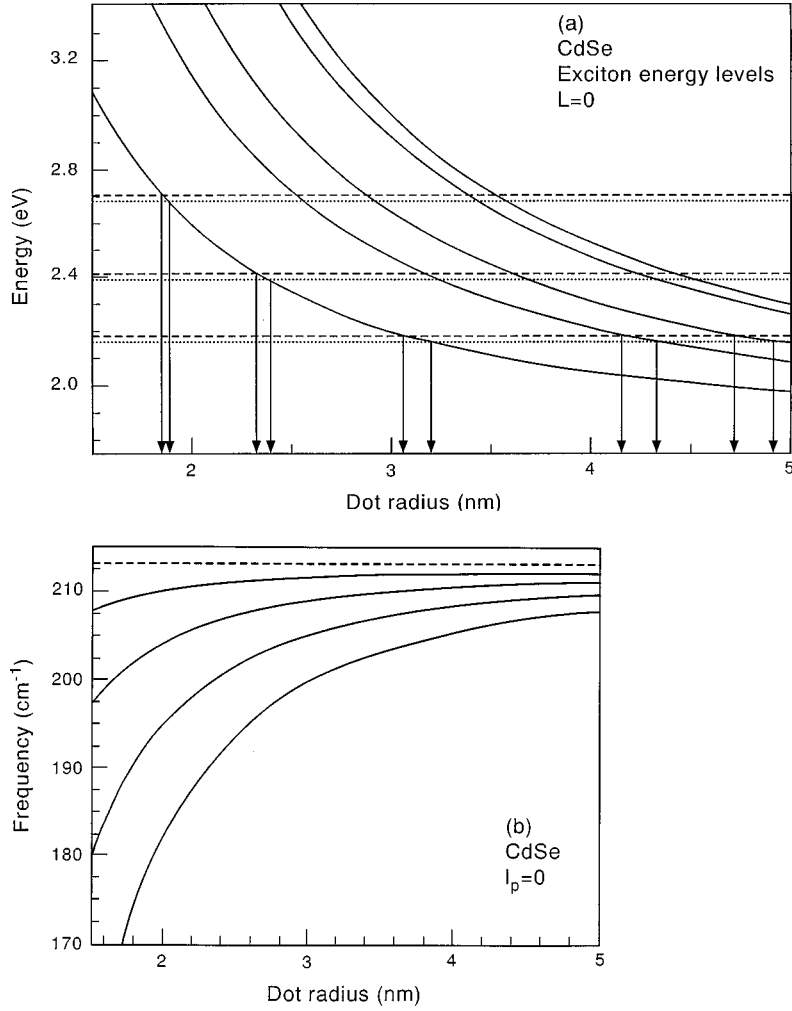 (a)
CdSe
Exciton energy levels
L=0
3.2
2.8
2.4
2.0
Energy (eV)
2
3
4
5
Dot radius (nm)
210
200
190
180
170
Frequency (cm⁻¹)
(b)
CdSe
lₚ=0
2
3
4
5
Dot radius (nm)